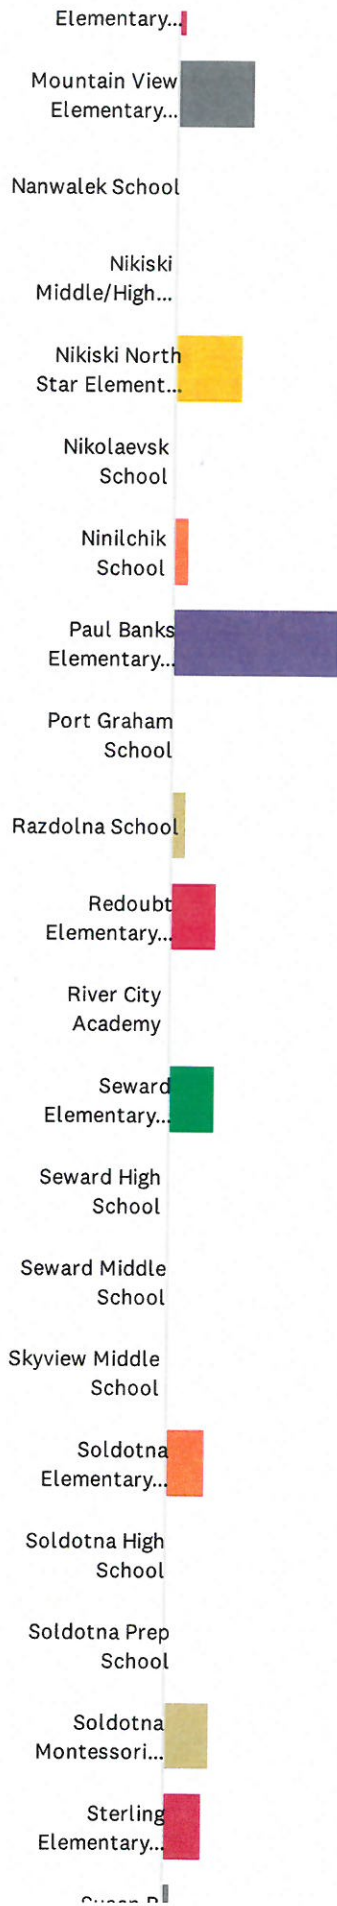 Elementary...
Mountain View
Elementary...
Nanwalek School
Nikiski
Middle/High...
Nikiski North
Star Element...
Nikolaevsk
School
Ninilchik
School
Paul Banks
Elementary...
Port Graham
School
Razdolna School
Redoubt
Elementary...
River City
Academy
Seward
Elementary...
Seward High
School
Seward Middle
School
Skyview Middle
School
Soldotna
Elementary...
Soldotna High
School
Soldotna Prep
School
Soldotna
Montessori...
Sterling
Elementary...